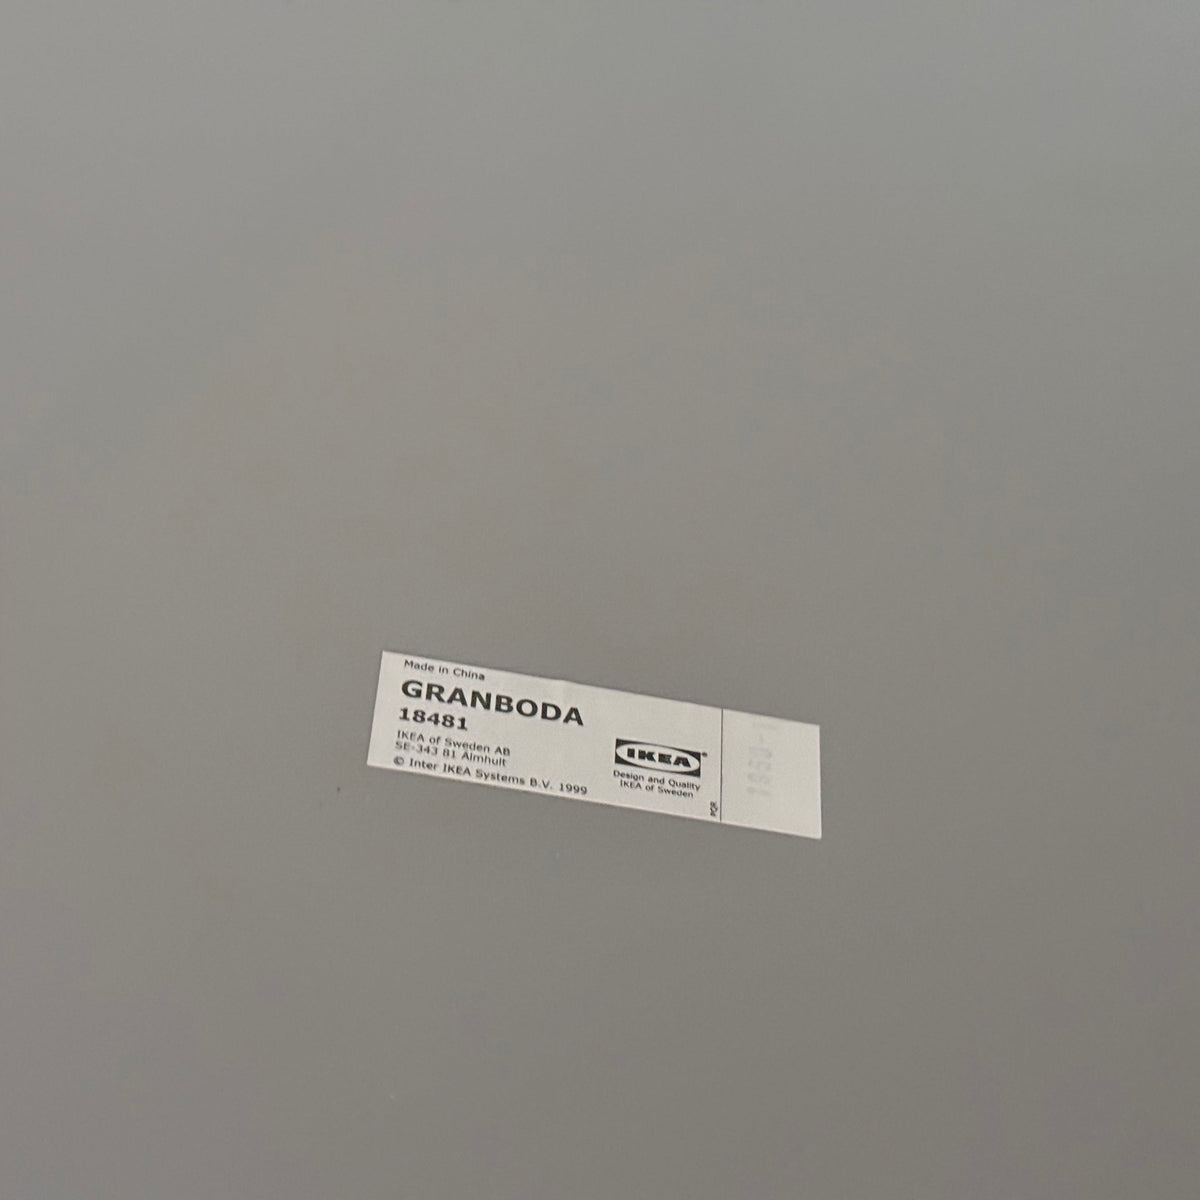 Made in China
GRANBODA
18481
IKEA of Sweden AB
SE-343 81 Älmhult
© Inter IKEA Systems B.V. 1999
IKEA®
Design and Quality
IKEA of Sweden